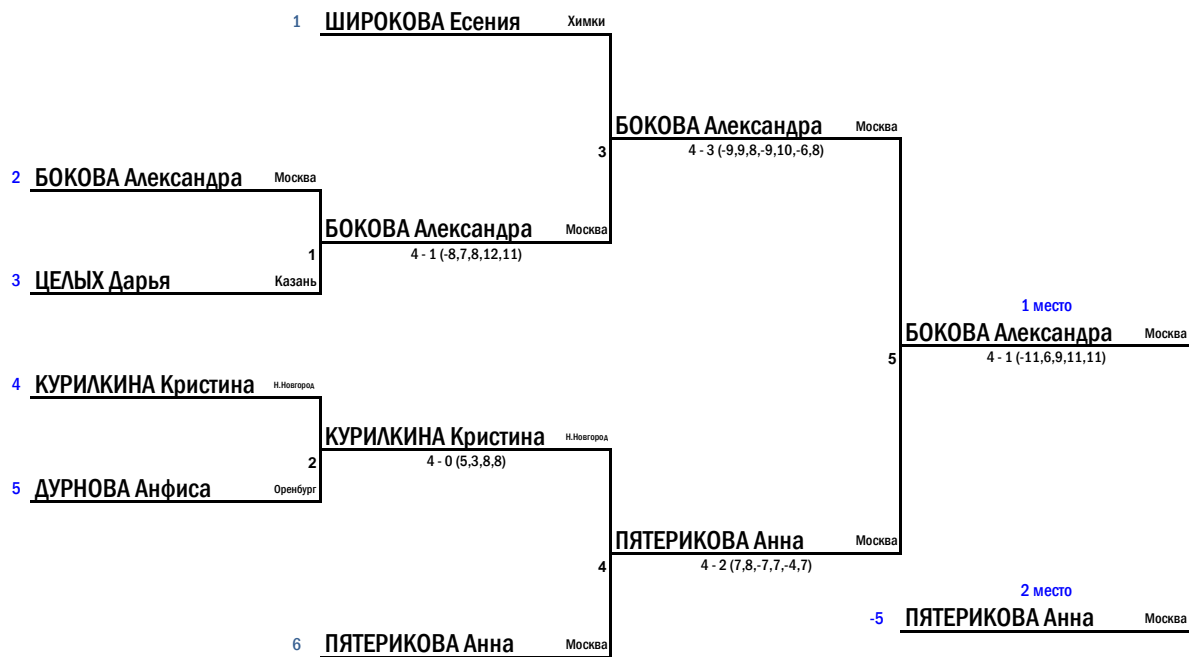 1 ШИРОКОВА Есения Химки
БОКОВА Александра Москва
3 4 - 3 (-9,9,8,-9,10,-6,8)
2 БОКОВА Александра Москва
БОКОВА Александра Москва
1 4 - 1 (-8,7,8,12,11)
3 ЦЕЛЫХ Дарья Казань
1 место
БОКОВА Александра Москва
5 4 - 1 (-11,6,9,11,11)
4 КУРИЛКИНА Кристина Н.Новгород
КУРИЛКИНА Кристина Н.Новгород
2 4 - 0 (5,3,8,8)
5 ДУРНОВА Анфиса Оренбург
ПЯТЕРИКОВА Анна Москва
4 4 - 2 (7,8,-7,7,-4,7)
2 место
-5 ПЯТЕРИКОВА Анна Москва
6 ПЯТЕРИКОВА Анна Москва